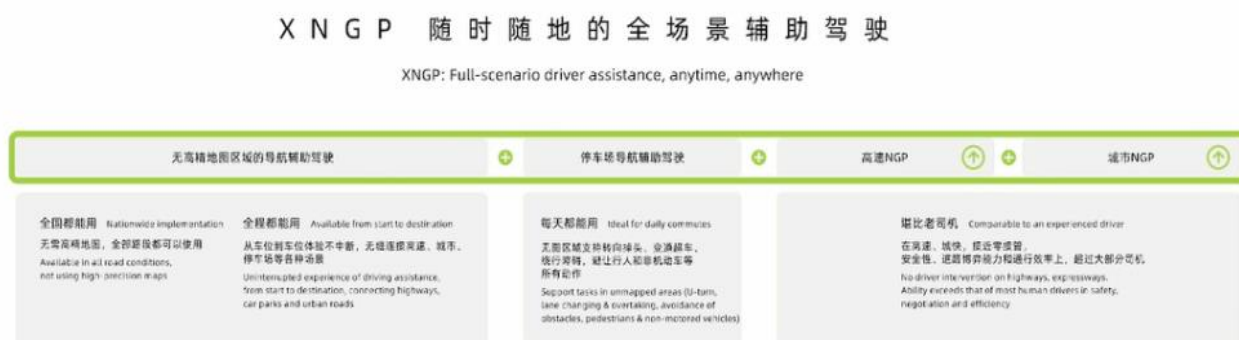 XNGP 随时随地的全场景辅助驾驶
XNGP: Full-scenario driver assistance, anytime, anywhere
无高精地图区域的导航辅助驾驶
停车场导航辅助驾驶
高速NGP
城市NGP
全国都能用 Nationwide implementation
无需高精地图，全部路段都可以使用
Available in all road conditions,
not using high-precision maps
全程都能用 Available from start to destination
从车位到车位体验不中断，无缝连接高速、城市、
停车场等各种场景
Uninterrupted experience of driving assistance,
from start to destination, connecting highways,
car parks and urban roads
每天都能用 Ideal for daily commutes
无图区域支持转向掉头、变道超车、
绕行障碍，避让行人和非机动车等
所有动作
Support tasks in unmapped areas (U-turn,
lane changing & overtaking, avoidance of
obstacles, pedestrians & non-motored vehicles)
堪比老司机 Comparable to an experienced driver
在高速、城快，接近零接管，
安全性、道路博弈能力和通行效率上，超过大部分司机
No driver intervention on highways, expressways.
Ability exceeds that of most human drivers in safety,
negotiation and efficiency